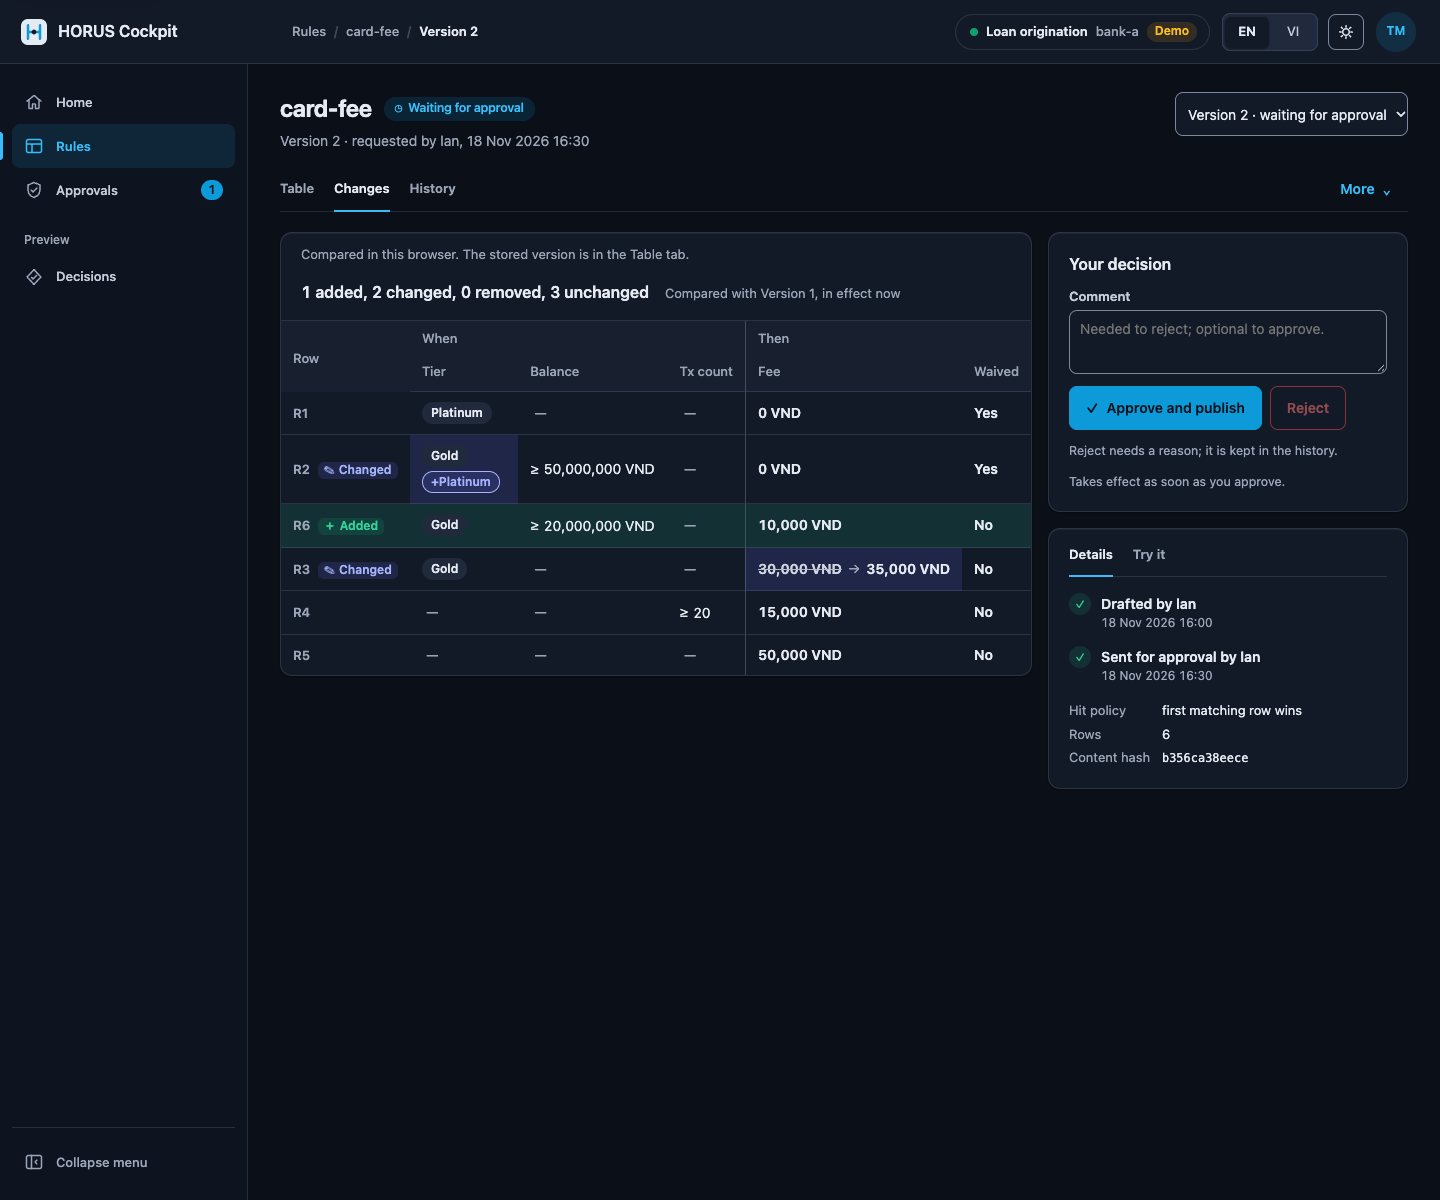 HORUS Cockpit
Rules / card-fee / Version 2
Loan origination bank-a Demo
EN VI
TM
Home
Rules
Approvals 1
Preview
Decisions
Collapse menu
card-fee Waiting for approval
Version 2 · requested by lan, 18 Nov 2026 16:30
Version 2 · waiting for approval
Table Changes History
More
Compared in this browser. The stored version is in the Table tab.
1 added, 2 changed, 0 removed, 3 unchanged Compared with Version 1, in effect now
Row When Then
Tier Balance Tx count Fee Waived
R1 Platinum — — 0 VND Yes
R2 Changed Gold +Platinum ≥ 50,000,000 VND — 0 VND Yes
R6 + Added Gold ≥ 20,000,000 VND — 10,000 VND No
R3 Changed Gold — — 30,000 VND → 35,000 VND No
R4 — — ≥ 20 15,000 VND No
R5 — — — 50,000 VND No
Your decision
Comment
Needed to reject; optional to approve.
✓ Approve and publish Reject
Reject needs a reason; it is kept in the history.
Takes effect as soon as you approve.
Details Try it
Drafted by lan
18 Nov 2026 16:00
Sent for approval by lan
18 Nov 2026 16:30
Hit policy first matching row wins
Rows 6
Content hash b356ca38eece